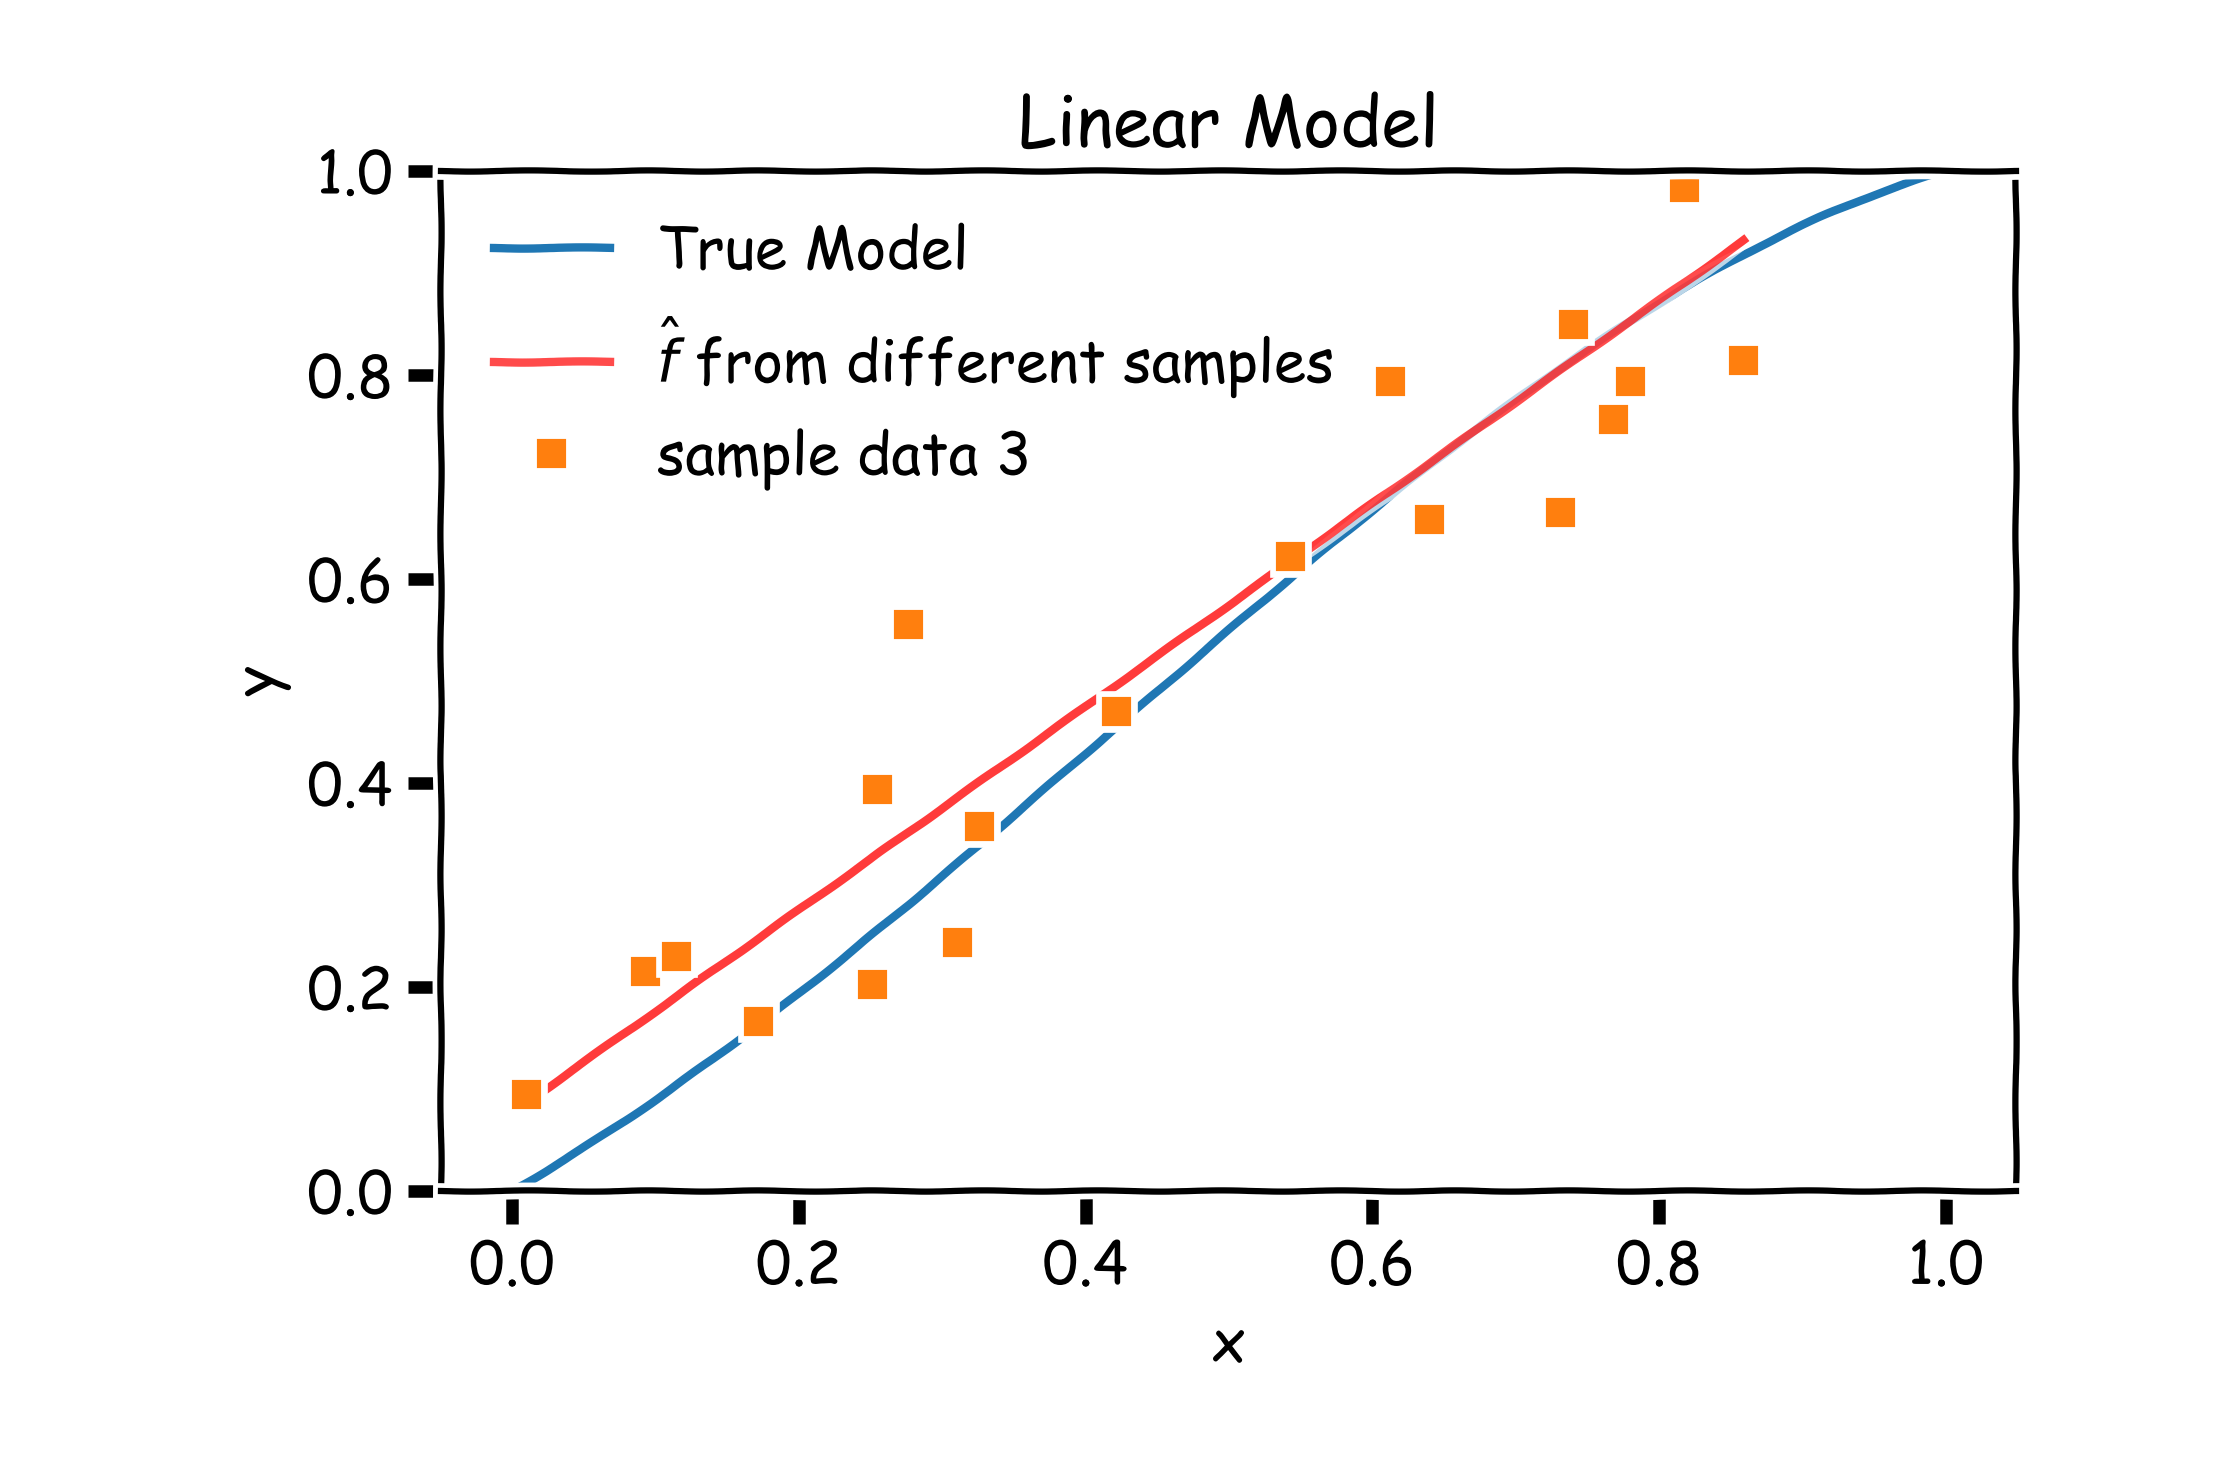 Linear Model
1.0
True Model
f̂ from different samples
0.8
sample data 3
0.6
y
0.4
0.2
0.0
0.0 0.2 0.4 0.6 0.8 1.0
x